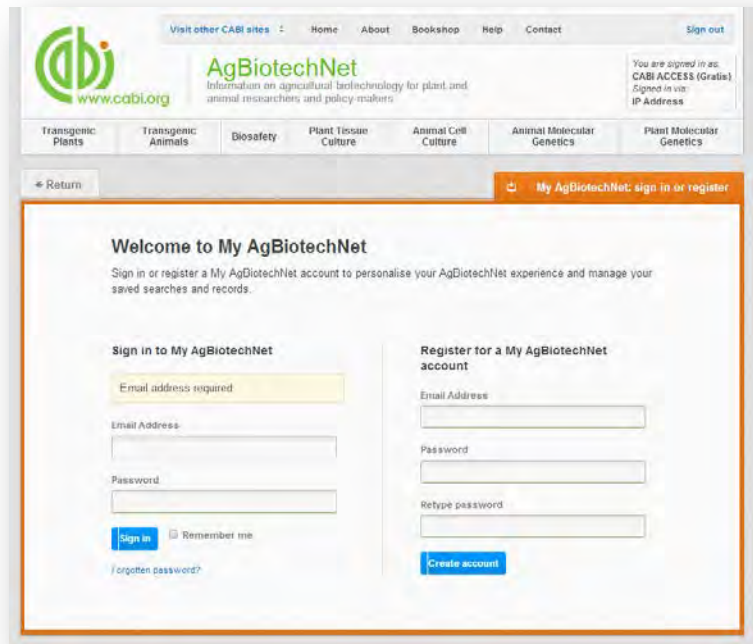 Visit other CABI sites
Home About Bookshop Help Contact
Sign out
cabi
www.cabi.org
AgBiotechNet
Information on agricultural biotechnology for plant and
animal researchers and policy-makers
You are signed in as:
CABI ACCESS (Gratis)
Signed in via:
IP Address
Transgenic
Plants
Transgenic
Animals
Biosafety
Plant Tissue
Culture
Animal Cell
Culture
Animal Molecular
Genetics
Plant Molecular
Genetics
Return
My AgBiotechNet: sign in or register
Welcome to My AgBiotechNet
Sign in or register a My AgBiotechNet account to personalise your AgBiotechNet experience and manage your
saved searches and records.
Sign in to My AgBiotechNet
Email address required
Email Address
Password
Sign in
Remember me
Forgotten password?
Register for a My AgBiotechNet
account
Email Address
Password
Retype password
Create account